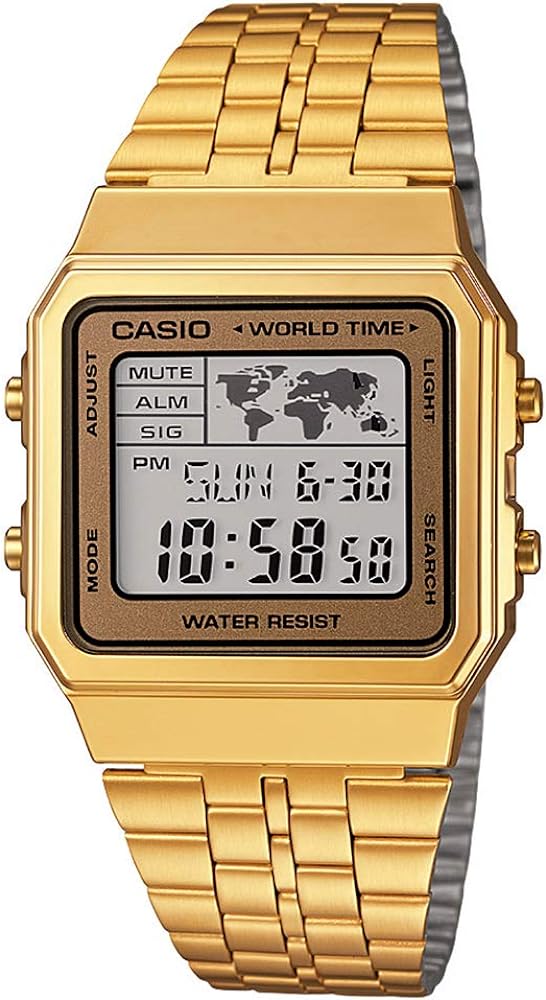 CASIO ◄ WORLD TIME ►
ADJUST
LIGHT
MUTE
ALM
SIG
PM SUN 6-30
10:58 50
MODE
SEARCH
WATER RESIST